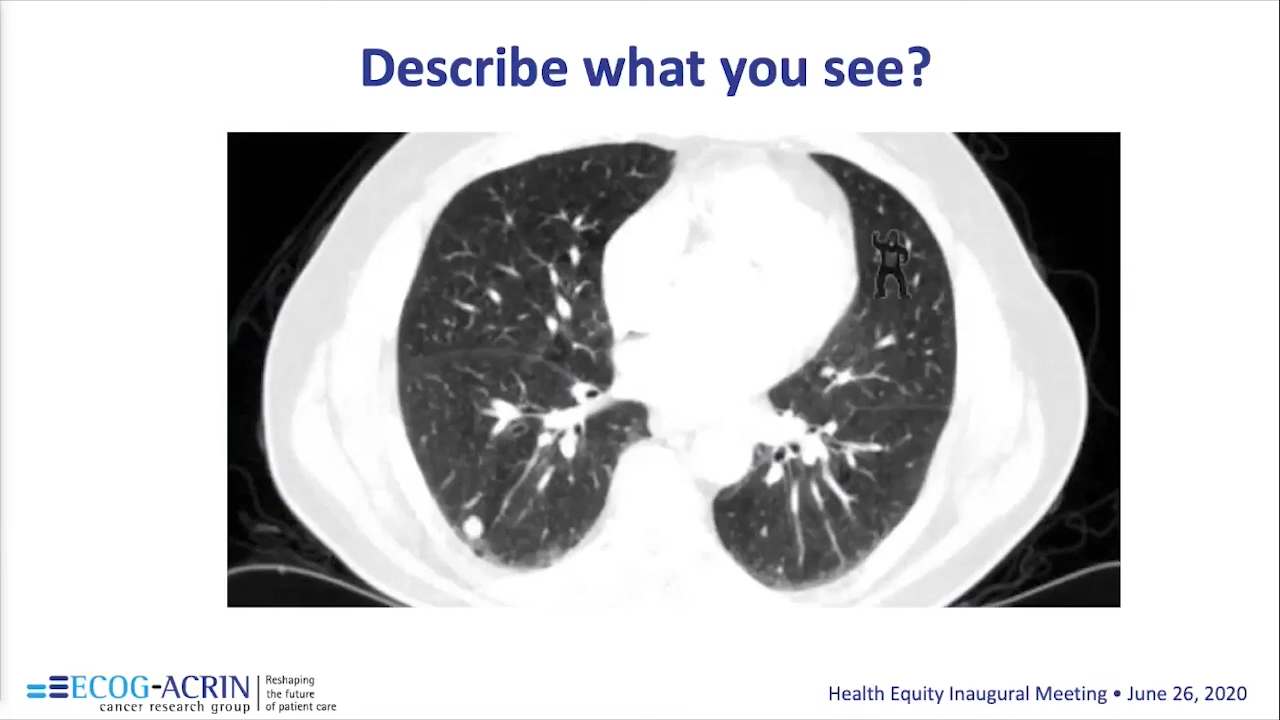 Describe what you see?
ECOG-ACRIN
cancer research group
Reshaping
the future
of patient care
Health Equity Inaugural Meeting • June 26, 2020